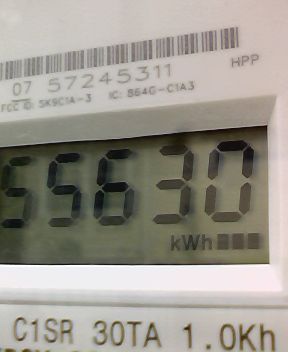 HPP
07 57245311
FCC ID: SK9C1A-3 IC: 864G-C1A3
55630
kWh
C1SR 30TA 1.0Kh